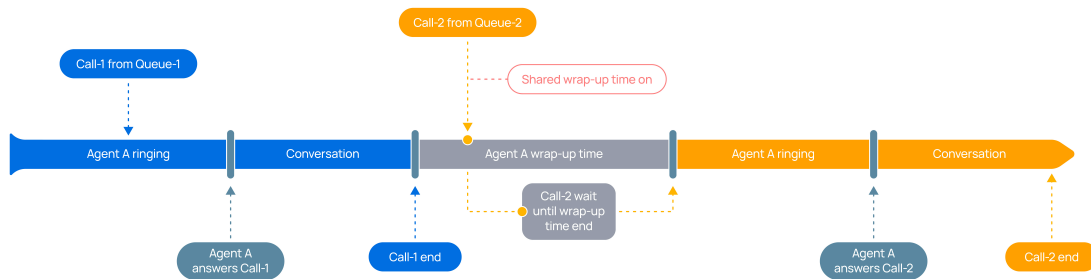 Call-2 from Queue-2
Call-1 from Queue-1
Shared wrap-up time on
Agent A ringing
Conversation
Agent A wrap-up time
Agent A ringing
Conversation
Call-2 wait
until wrap-up
time end
Agent A
answers Call-1
Call-1 end
Agent A
answers Call-2
Call-2 end